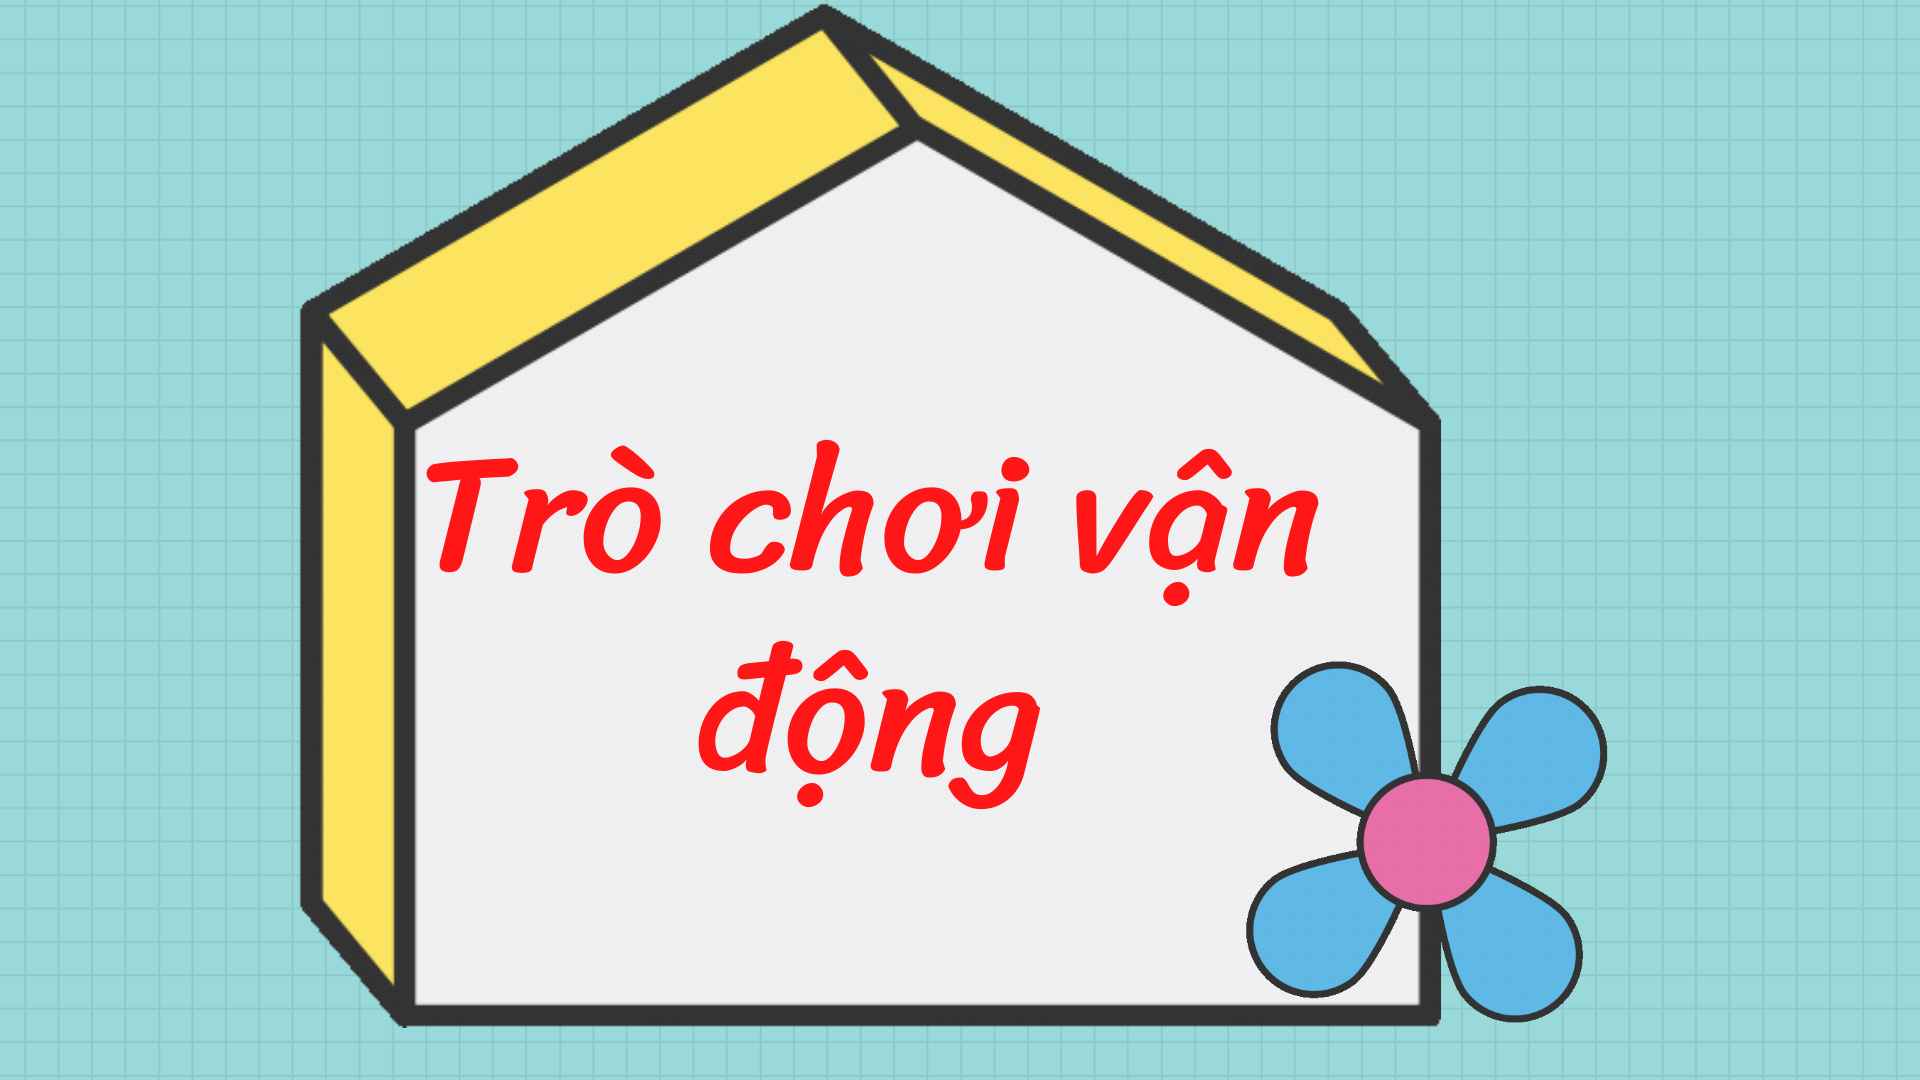 Trò chơi vận
động